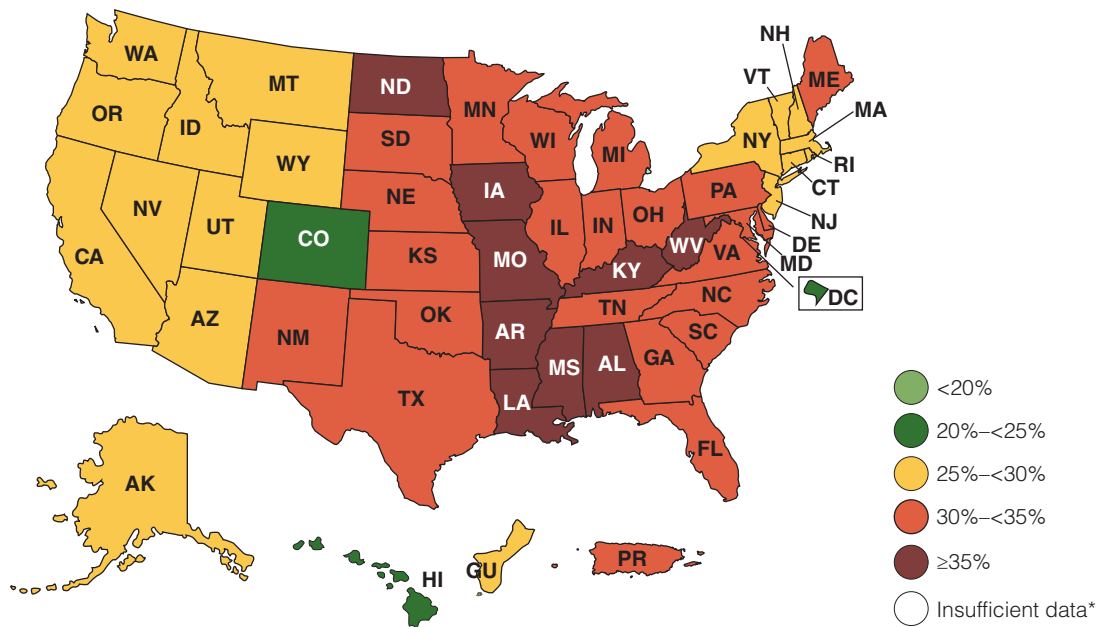 WA
OR
CA
ID
NV
MT
WY
UT
AZ
CO
NM
ND
SD
NE
KS
OK
TX
MN
IA
MO
AR
LA
WI
IL
MI
IN
OH
KY
TN
MS
AL
GA
FL
SC
NC
VA
WV
PA
NY
VT
NH
ME
MA
RI
CT
NJ
DE
MD
DC
AK
HI
GU
PR
<20%
20%–<25%
25%–<30%
30%–<35%
≥35%
Insufficient data*